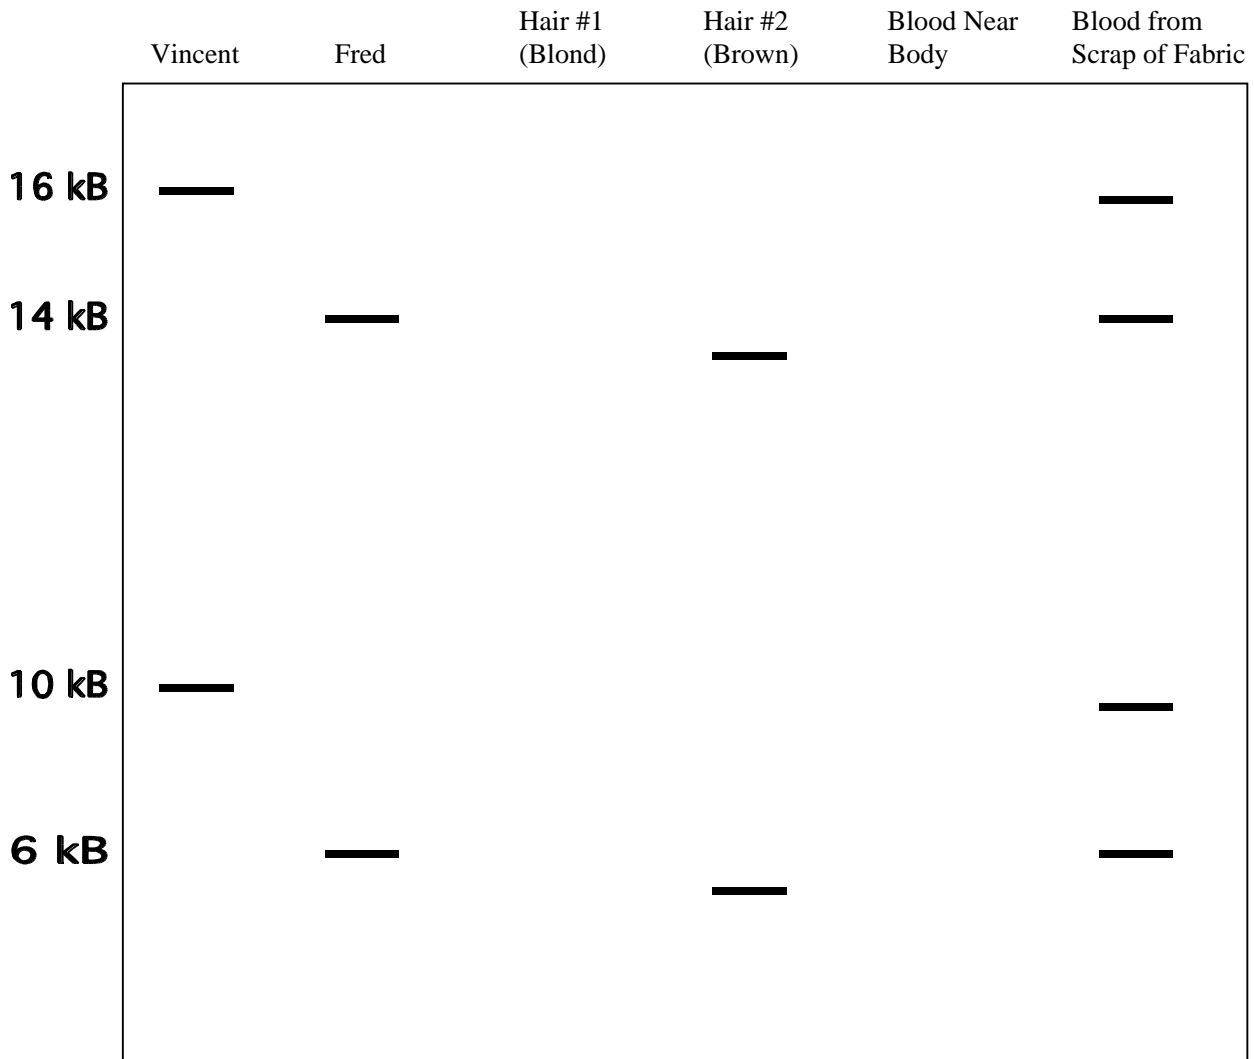 Vincent
Fred
Hair #1
(Blond)
Hair #2
(Brown)
Blood Near
Body
Blood from
Scrap of Fabric
16 kB
14 kB
10 kB
6 kB